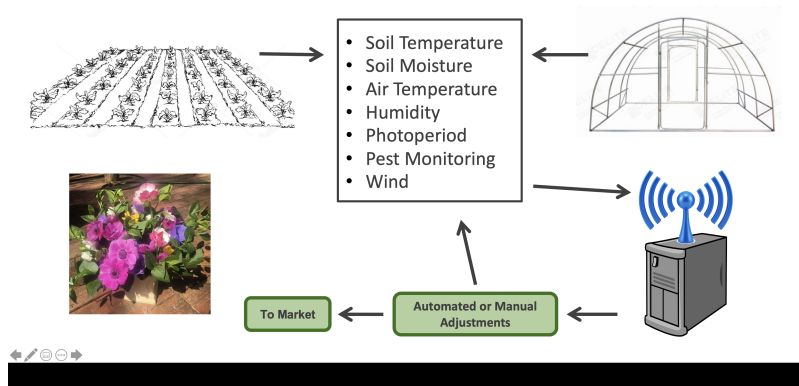 Soil Temperature
Soil Moisture
Air Temperature
Humidity
Photoperiod
Pest Monitoring
Wind
To Market
Automated or Manual
Adjustments